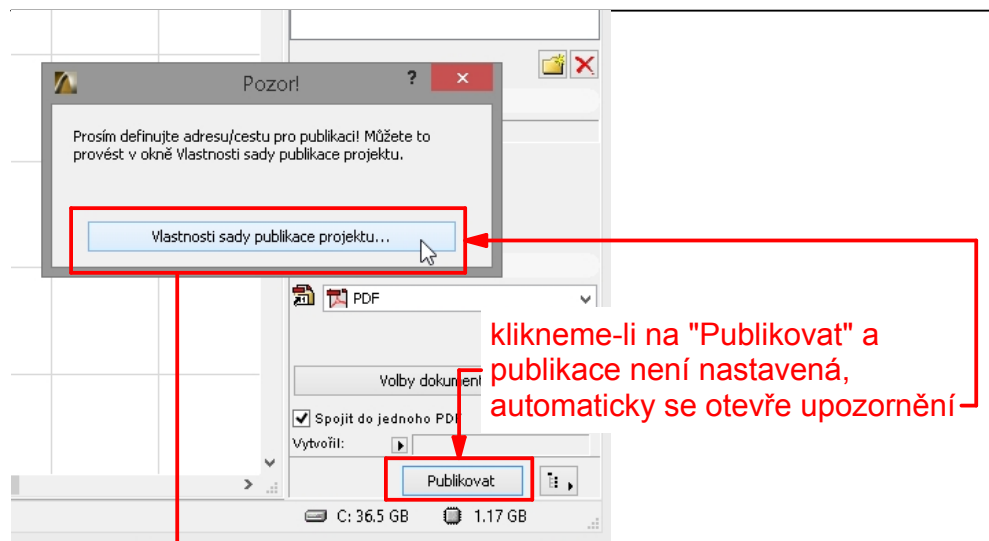 Pozor!
?
Prosím definujte adresu/cestu pro publikaci! Můžete to
provést v okně Vlastnosti sady publikace projektu.
Vlastnosti sady publikace projektu...
PDF
klikneme-li na "Publikovat" a
publikace není nastavená,
automaticky se otevře upozornění
Volby dokument
Spojit do jednoho PDF
Vytvořil:
Publikovat
C: 36.5 GB
1.17 GB